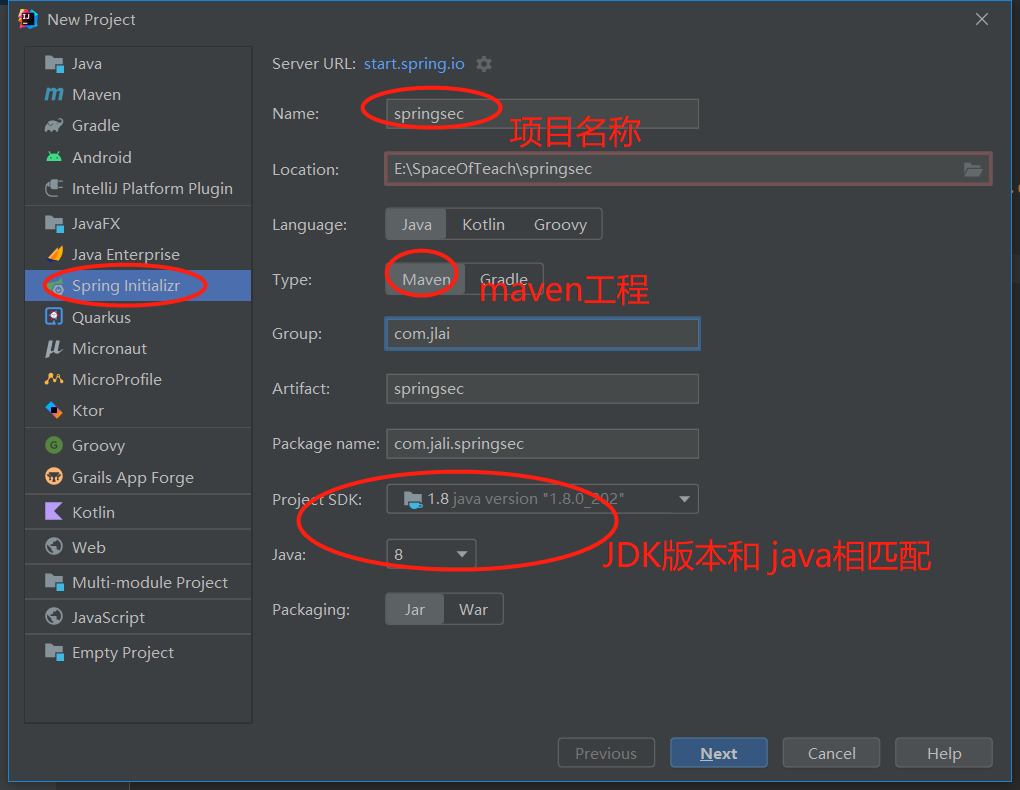 New Project
Java
Maven
Gradle
Android
IntelliJ Platform Plugin
JavaFX
Java Enterprise
Spring Initializr
Quarkus
Micronaut
MicroProfile
Ktor
Groovy
Grails App Forge
Kotlin
Web
Multi-module Project
JavaScript
Empty Project
Server URL: start.spring.io
Name: springsec
项目名称
Location: E:\SpaceOfTeach\springsec
Language: Java Kotlin Groovy
Type: Maven Gradle
maven工程
Group: com.jlai
Artifact: springsec
Package name: com.jali.springsec
Project SDK: 1.8 java version "1.8.0_202"
Java: 8
JDK版本和 java相匹配
Packaging: Jar War
Previous Next Cancel Help